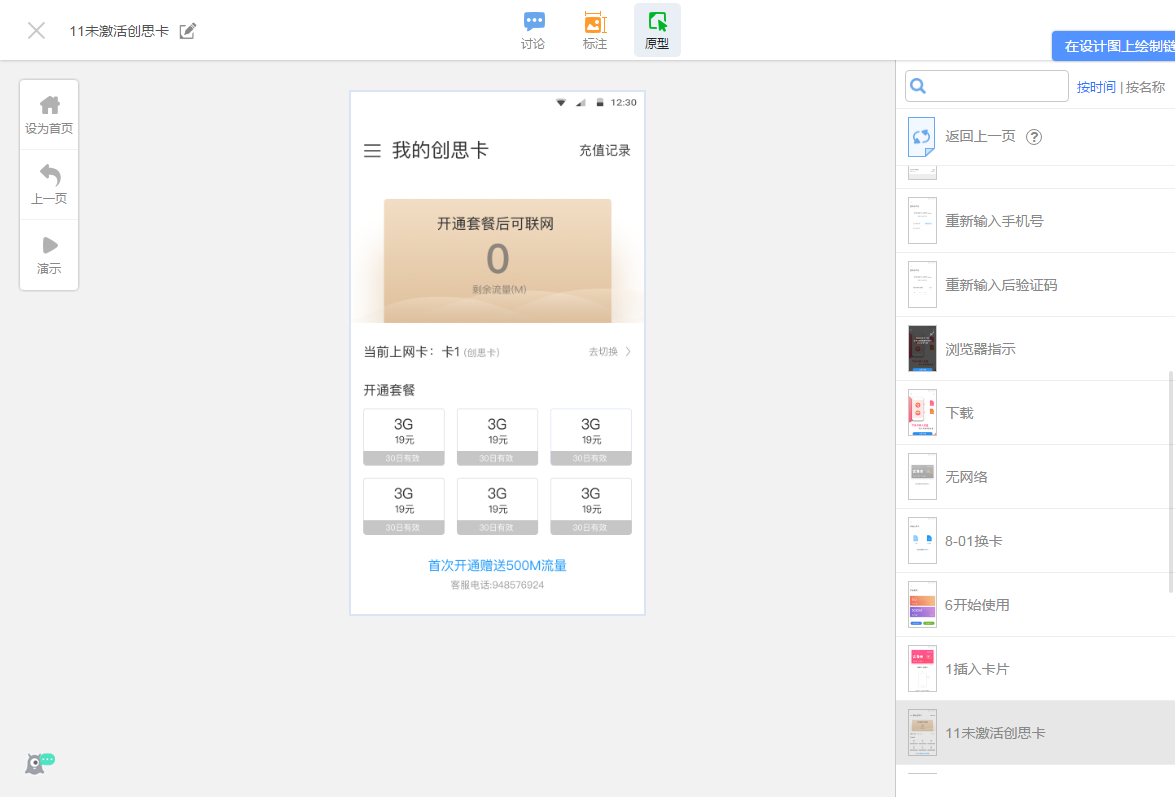 11未激活创思卡
讨论
标注
原型
在设计图上绘制链
设为首页
上一页
演示
12:30
我的创思卡
充值记录
开通套餐后可联网
0
剩余流量(M)
当前上网卡：卡1 (创思卡)
去切换
开通套餐
3G
3G
3G
19元
19元
19元
30日有效
30日有效
30日有效
3G
3G
3G
19元
19元
19元
30日有效
30日有效
30日有效
首次开通赠送500M流量
客服电话:948576924
按时间 | 按名称
返回上一页 ?
重新输入手机号
重新输入后验证码
浏览器指示
下载
无网络
8-01换卡
6开始使用
1插入卡片
11未激活创思卡